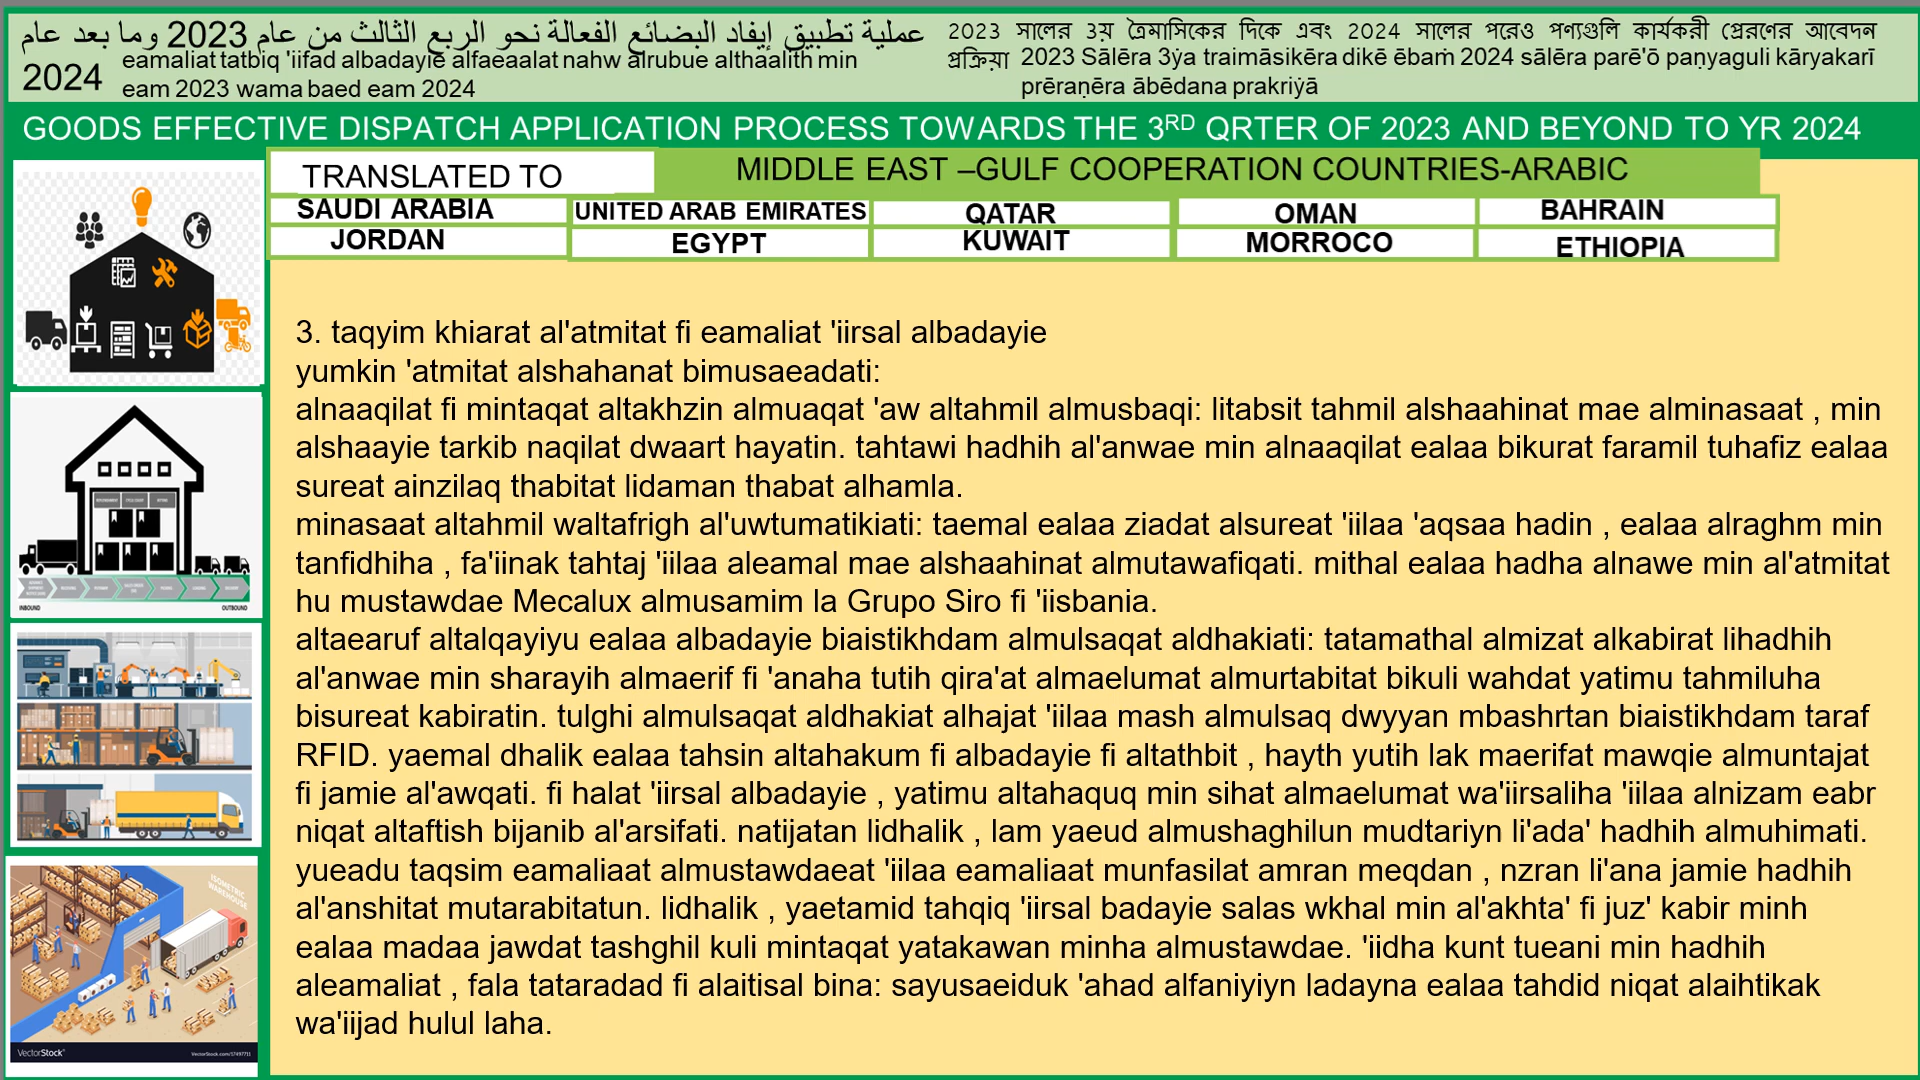 عملية تطبيق إيفاد البضائع الفعالة نحو الربع الثالث من عام 2023 وما بعد عام
2024
eamaliat tatbiq 'iifad albadayie alfaeaalat nahw alrubue althaalith min
eam 2023 wama baed eam 2024
2023 সালের 3য় ত্রৈমাসিকের দিকে এবং 2024 সালের পরেও পণ্যগুলি কার্যকরী প্রেরণের আবেদন
প্রক্রিয়া
2023 Sālēra 3ẏa traimāsikēra dikē ēbaṁ 2024 sālēra parē'ō paṇyaguli kāryakarī
prēraṇēra ābēdana prakriẏā
GOODS EFFECTIVE DISPATCH APPLICATION PROCESS TOWARDS THE 3RD QRTER OF 2023 AND BEYOND TO YR 2024
TRANSLATED TO
MIDDLE EAST –GULF COOPERATION COUNTRIES-ARABIC
SAUDI ARABIA
UNITED ARAB EMIRATES
QATAR
OMAN
BAHRAIN
JORDAN
EGYPT
KUWAIT
MORROCO
ETHIOPIA
3. taqyim khiarat al'atmitat fi eamaliat 'iirsal albadayie
yumkin 'atmitat alshahanat bimusaeadati:
alnaaqilat fi mintaqat altakhzin almuaqat 'aw altahmil almusbaqi: litabsit tahmil alshaahinat mae alminasaat , min
alshaayie tarkib naqilat dwaart hayatin. tahtawi hadhih al'anwae min alnaaqilat ealaa bikurat faramil tuhafiz ealaa
sureat ainzilaq thabitat lidaman thabat alhamla.
minasaat altahmil waltafrigh al'uwtumatikiati: taemal ealaa ziadat alsureat 'iilaa 'aqsaa hadin , ealaa alraghm min
tanfidhiha , fa'iinak tahtaj 'iilaa aleamal mae alshaahinat almutawafiqati. mithal ealaa hadha alnawe min al'atmitat
hu mustawdae Mecalux almusamim la Grupo Siro fi 'iisbania.
altaearuf altalqayiyu ealaa albadayie biaistikhdam almulsaqat aldhakiati: tatamathal almizat alkabirat lihadhih
al'anwae min sharayih almaerif fi 'anaha tutih qira'at almaelumat almurtabitat bikuli wahdat yatimu tahmiluha
bisureat kabiratin. tulghi almulsaqat aldhakiat alhajat 'iilaa mash almulsaq dwyyan mbashrtan biaistikhdam taraf
RFID. yaemal dhalik ealaa tahsin altahakum fi albadayie fi altathbit , hayth yutih lak maerifat mawqie almuntajat
fi jamie al'awqati. fi halat 'iirsal albadayie , yatimu altahaquq min sihat almaelumat wa'iirsaliha 'iilaa alnizam eabr
niqat altaftish bijanib al'arsifati. natijatan lidhalik , lam yaeud almushaghilun mudtariyn li'ada' hadhih almuhimati.
yueadu taqsim eamaliaat almustawdaeat 'iilaa eamaliaat munfasilat amran meqdan , nzran li'ana jamie hadhih
al'anshitat mutarabitatun. lidhalik , yaetamid tahqiq 'iirsal badayie salas wkhal min al'akhta' fi juz' kabir minh
ealaa madaa jawdat tashghil kuli mintaqat yatakawan minha almustawdae. 'iidha kunt tueani min hadhih
aleamaliat , fala tataradad fi alaitisal bina: sayusaeiduk 'ahad alfaniyiyn ladayna ealaa tahdid niqat alaihtikak
wa'iijad hulul laha.
INBOUND
OUTBOUND
ISOMETRIC
WAREHOUSE
VectorStock
VectorStock.com/17497711